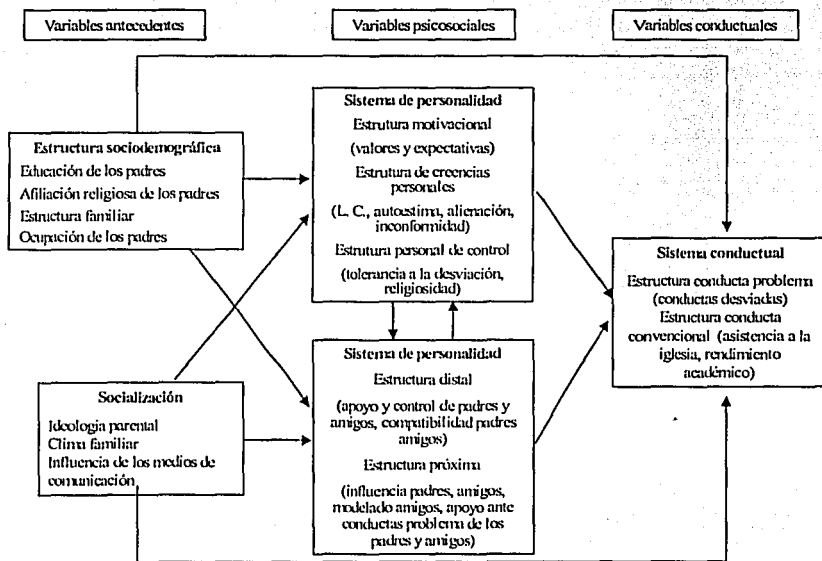 Variables antecedentes
Variables psicosociales
Variables conductuales
Estructura sociodemográfica
Educación de los padres
Afiliación religiosa de los padres
Estructura familiar
Ocupación de los padres
Socialización
Ideologia parental
Clima familiar
Influencia de los medios de
comunicación
Sistema de personalidad
Estrutura motivacional
(valores y expectativas)
Estrutura de creencias
personales
(L. C., autoestima, alienación,
inconformidad)
Estrutura personal de control
(tolerancia a la desviación,
religiosidad)
Sistema de personalidad
Estructura distal
(apoyo y control de padres y
amigos, compatibilidad padres
amigos)
Estructura próxima
(influencia padres, amigos,
modelado amigos, apoyo ante
conductas problema de los
padres y amigos)
Sistema conductual
Estructura conducta problema
(conductas desviadas)
Estructura conducta
convencional (asistencia a la
iglesia, rendimiento
académico)